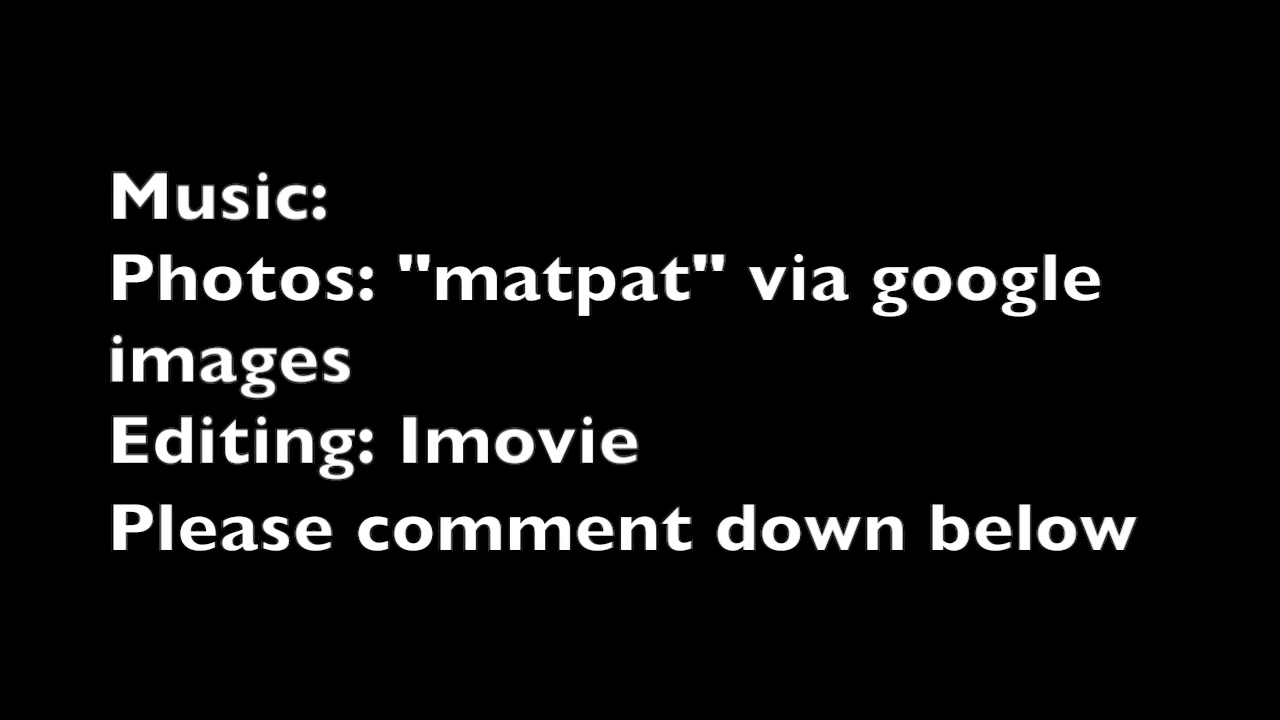 Music:
Photos: "matpat" via google
images
Editing: Imovie
Please comment down below